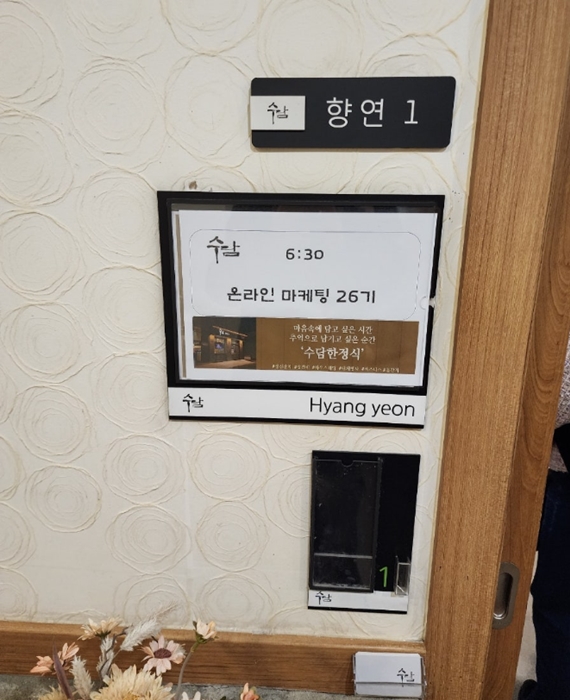 수담 향연 1
수담 6:30
온라인 마케팅 26기
마음속에 담고 싶은 시간
추억으로 남기고 싶은 순간
‘수담한정식’
수담 Hyang yeon
1
수담
수담